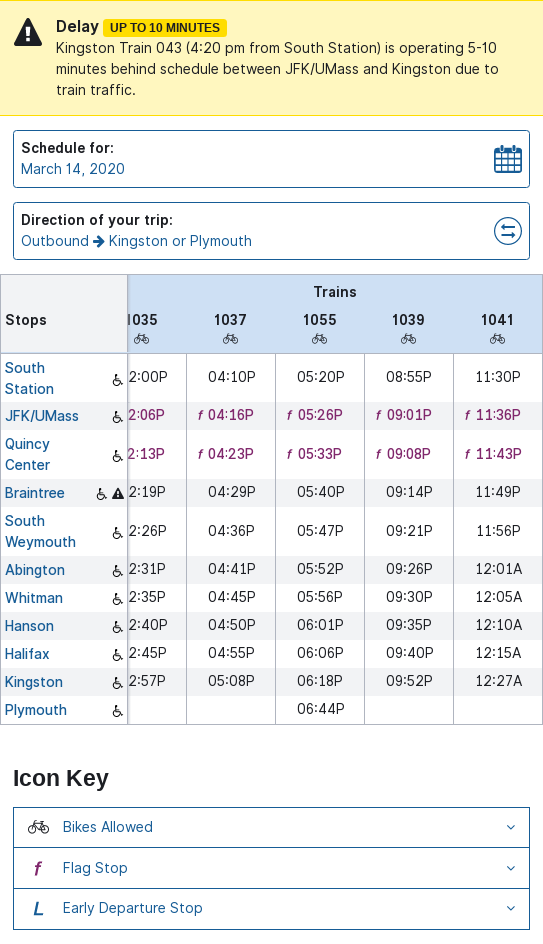 Delay UP TO 10 MINUTES
Kingston Train 043 (4:20 pm from South Station) is operating 5-10
minutes behind schedule between JFK/UMass and Kingston due to
train traffic.
Schedule for:
March 14, 2020
Direction of your trip:
Outbound → Kingston or Plymouth
Trains
Stops 1035 1037 1055 1039 1041
South
Station 2:00P 04:10P 05:20P 08:55P 11:30P
JFK/UMass 2:06P f 04:16P f 05:26P f 09:01P f 11:36P
Quincy
Center 2:13P f 04:23P f 05:33P f 09:08P f 11:43P
Braintree 2:19P 04:29P 05:40P 09:14P 11:49P
South
Weymouth 2:26P 04:36P 05:47P 09:21P 11:56P
Abington 2:31P 04:41P 05:52P 09:26P 12:01A
Whitman 2:35P 04:45P 05:56P 09:30P 12:05A
Hanson 2:40P 04:50P 06:01P 09:35P 12:10A
Halifax 2:45P 04:55P 06:06P 09:40P 12:15A
Kingston 2:57P 05:08P 06:18P 09:52P 12:27A
Plymouth 06:44P
Icon Key
Bikes Allowed
f Flag Stop
L Early Departure Stop